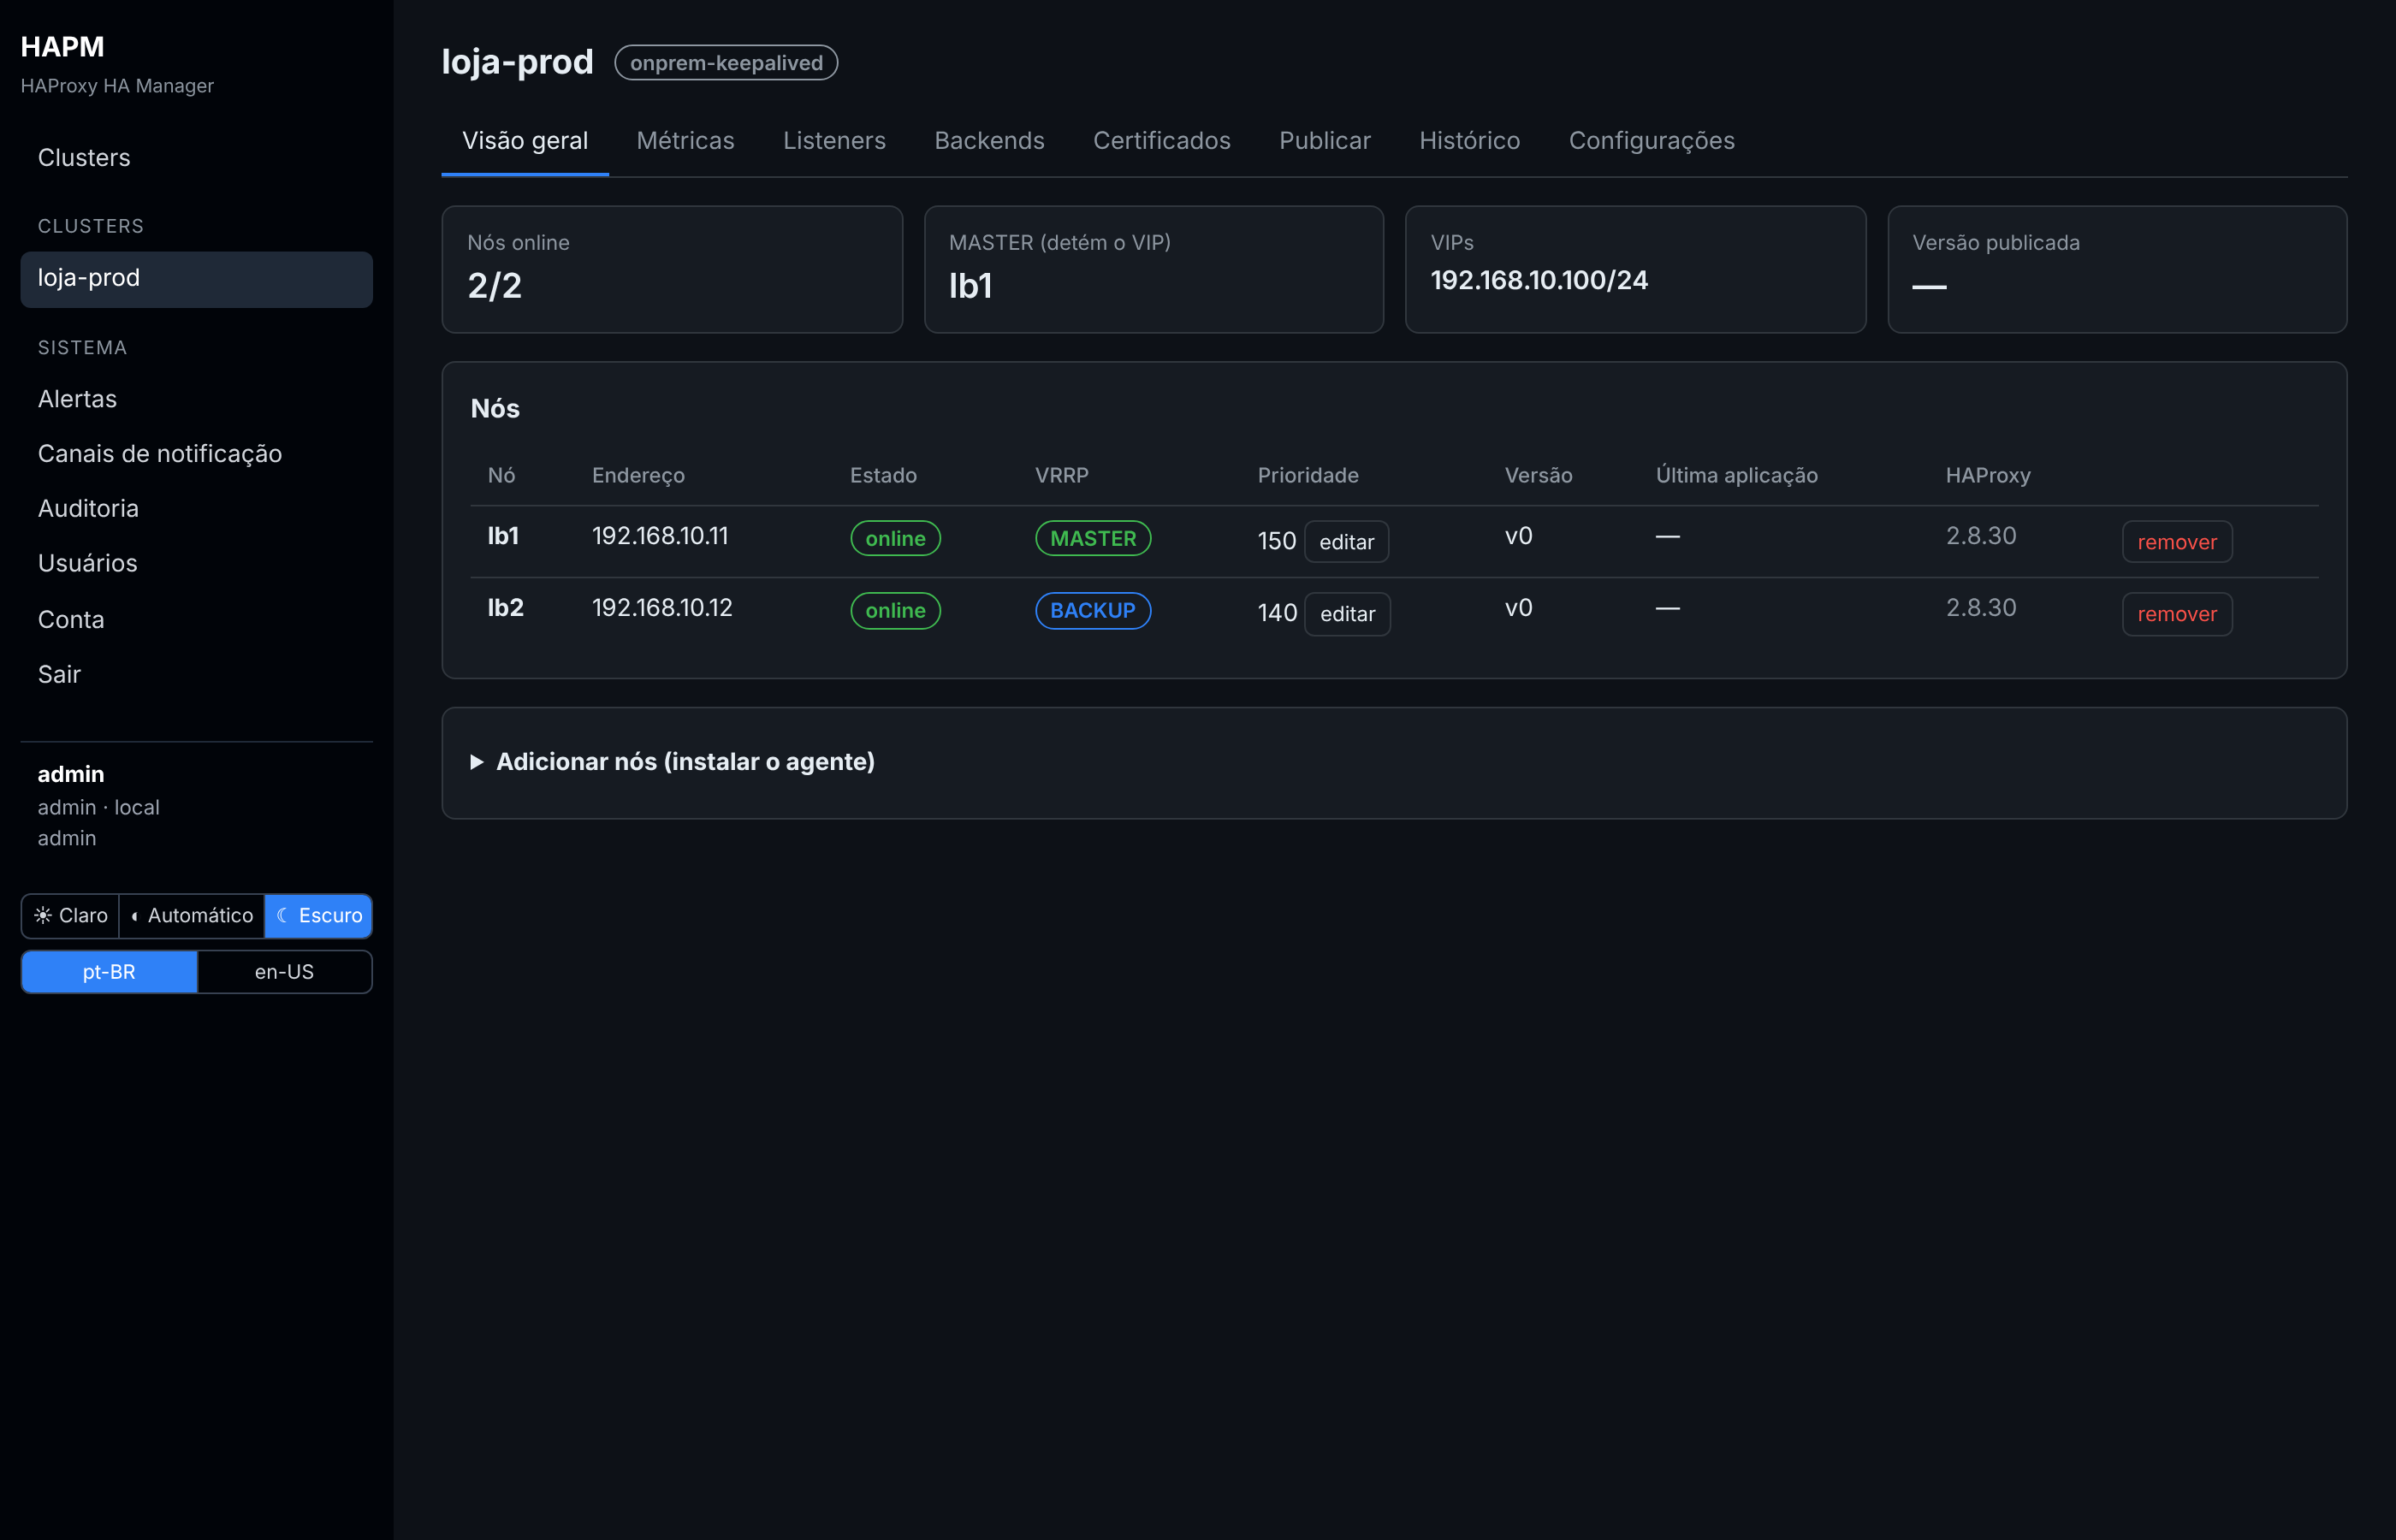 HAPM
HAProxy HA Manager
Clusters
CLUSTERS
loja-prod
SISTEMA
Alertas
Canais de notificação
Auditoria
Usuários
Conta
Sair
admin
admin · local
admin
Claro Automático Escuro
pt-BR en-US
loja-prod onprem-keepalived
Visão geral Métricas Listeners Backends Certificados Publicar Histórico Configurações
Nós online
2/2
MASTER (detém o VIP)
lb1
VIPs
192.168.10.100/24
Versão publicada
—
Nós
Nó Endereço Estado VRRP Prioridade Versão Última aplicação HAProxy
lb1 192.168.10.11 online MASTER 150 editar v0 — 2.8.30 remover
lb2 192.168.10.12 online BACKUP 140 editar v0 — 2.8.30 remover
Adicionar nós (instalar o agente)